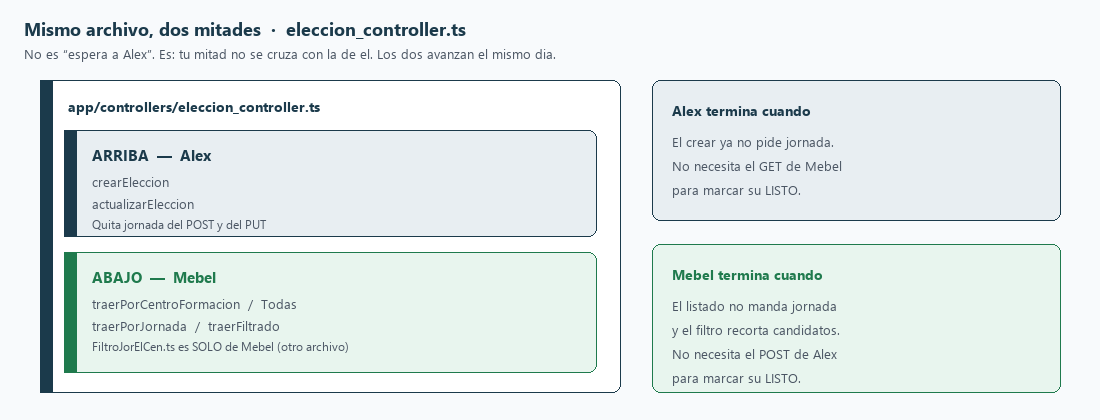 Mismo archivo, dos mitades · eleccion_controller.ts
No es “espera a Alex”. Es: tu mitad no se cruza con la de el. Los dos avanzan el mismo dia.
app/controllers/eleccion_controller.ts
ARRIBA — Alex
crearEleccion
actualizarEleccion
Quita jornada del POST y del PUT
ABAJO — Mebel
traerPorCentroFormacion / Todas
traerPorJornada / traerFiltrado
FiltroJorElCen.ts es SOLO de Mebel (otro archivo)
Alex termina cuando
El crear ya no pide jornada.
No necesita el GET de Mebel
para marcar su LISTO.
Mebel termina cuando
El listado no manda jornada
y el filtro recorta candidatos.
No necesita el POST de Alex
para marcar su LISTO.